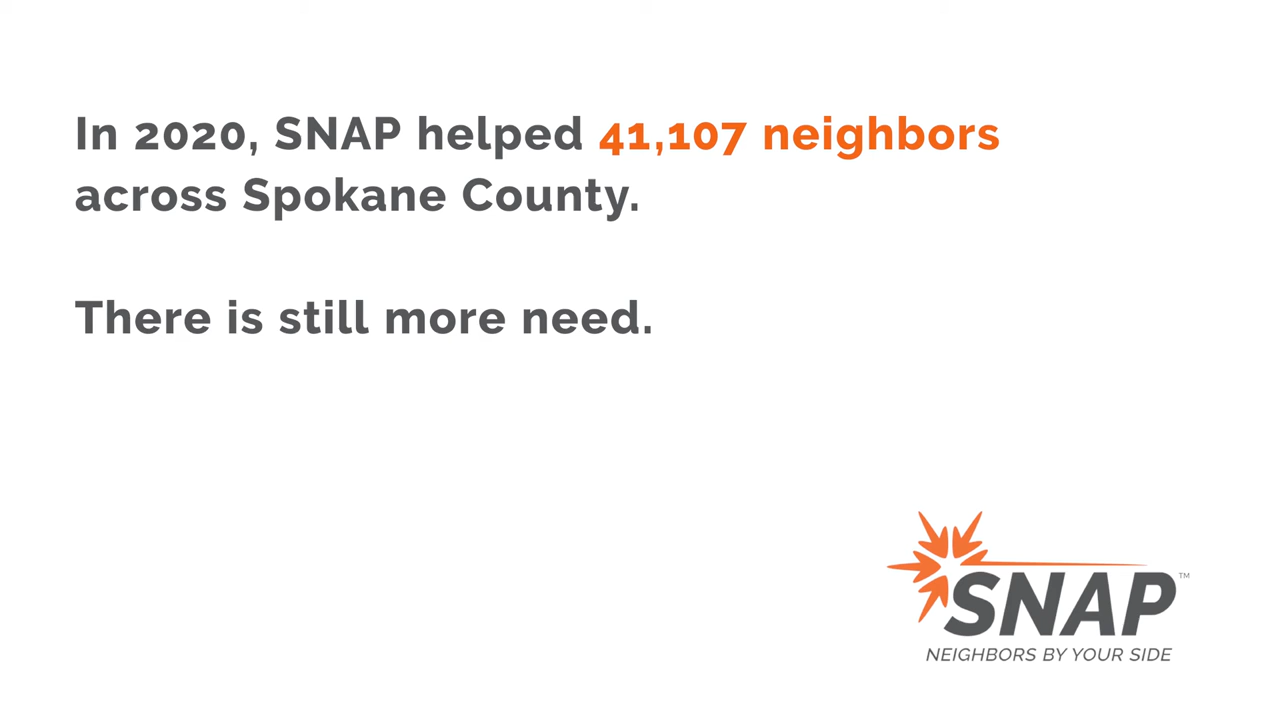 In 2020, SNAP helped 41,107 neighbors
across Spokane County.
There is still more need.
SNAP™
NEIGHBORS BY YOUR SIDE